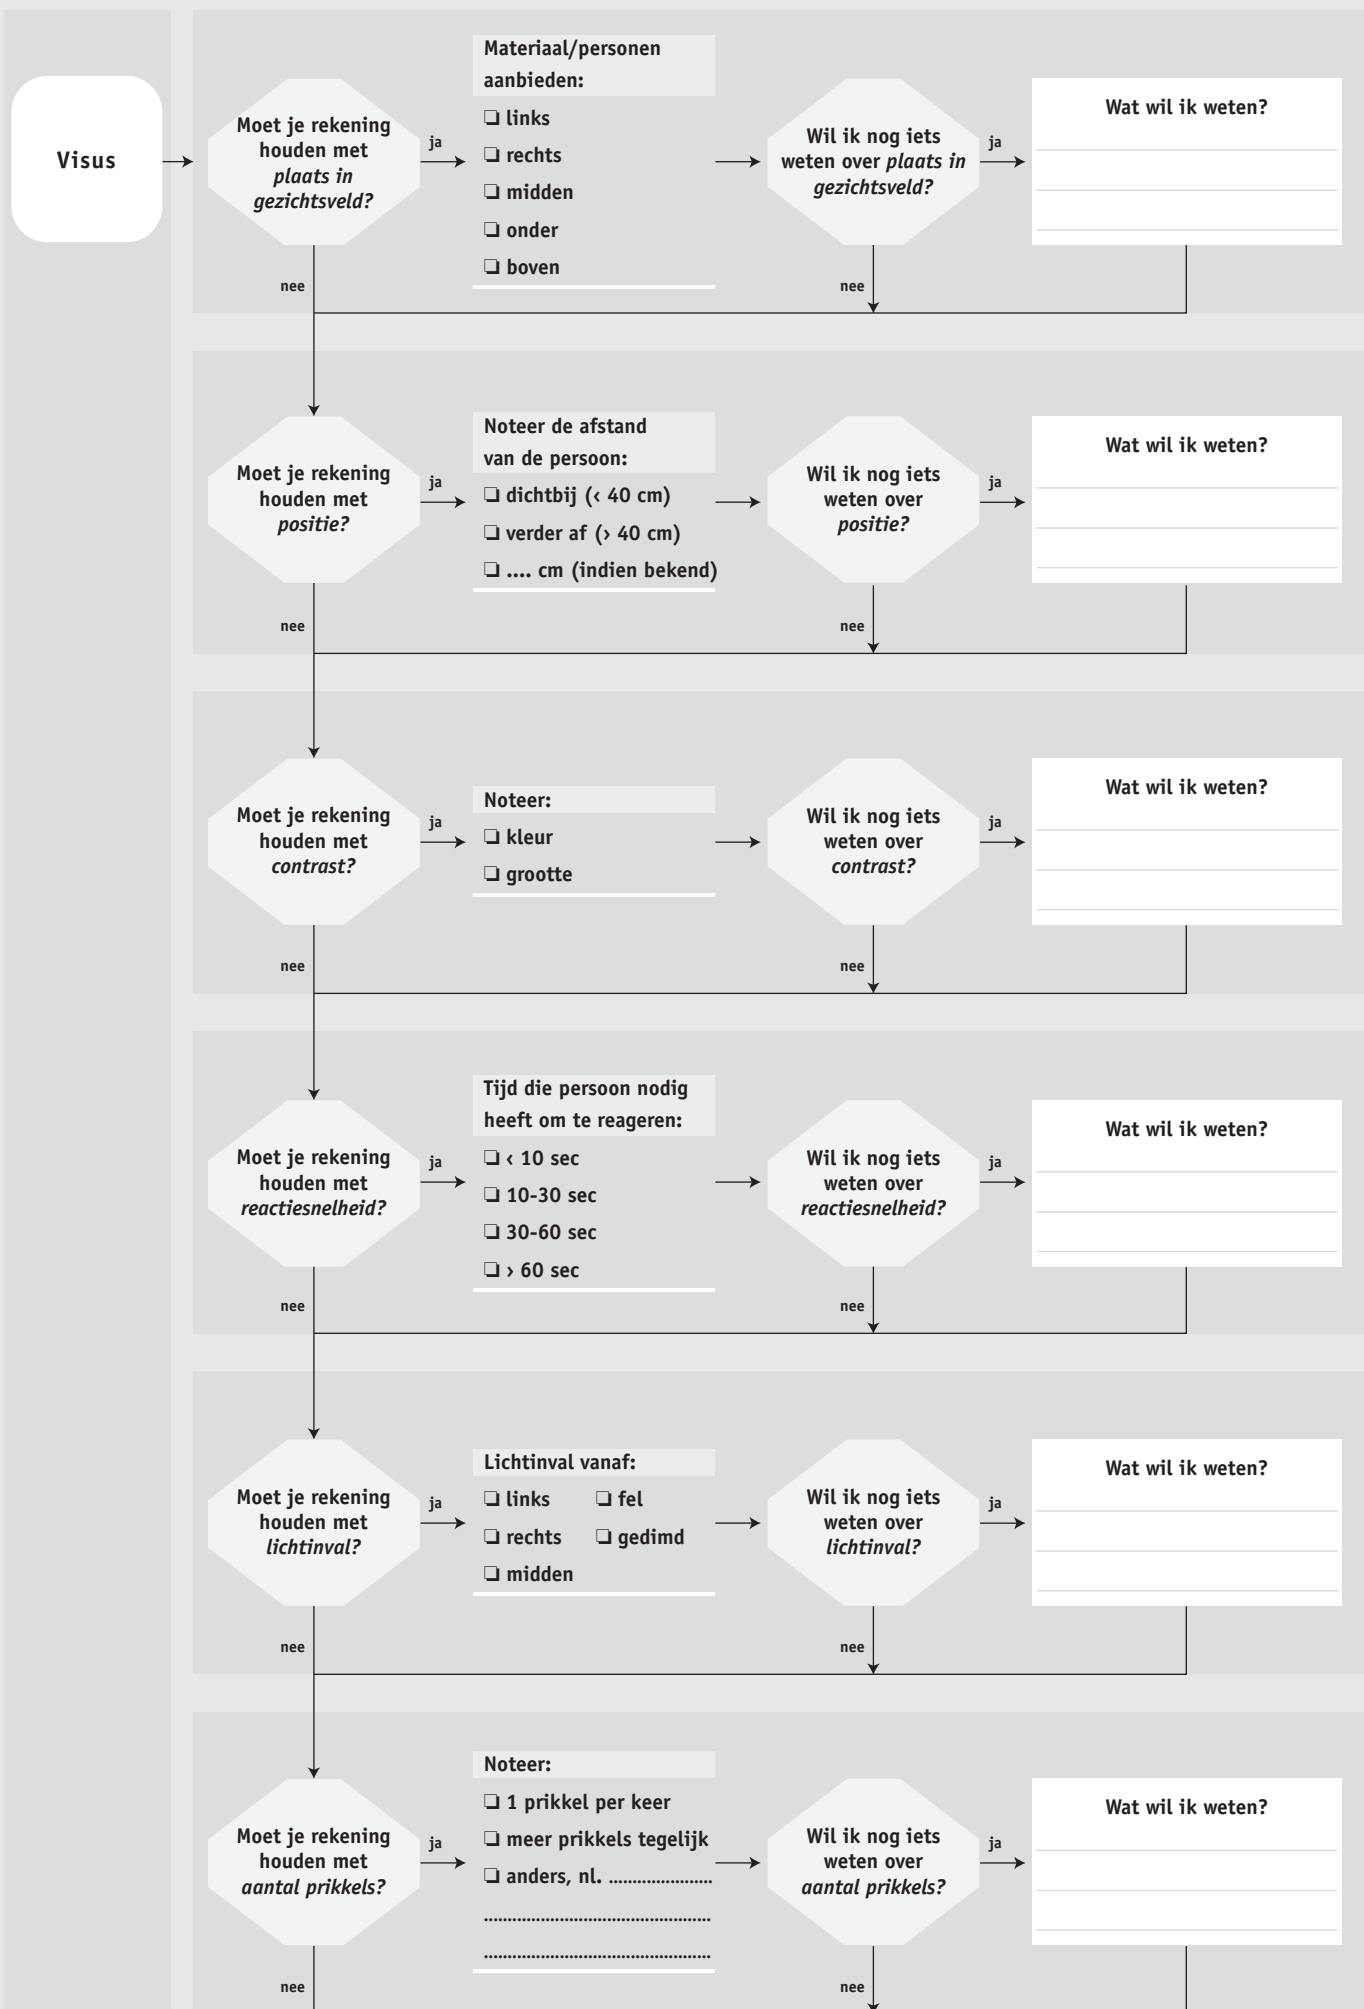 Visus
Moet je rekening
houden met
plaats in
gezichtsveld?
ja
nee
Materiaal/personen
aanbieden:
❏ links
❏ rechts
❏ midden
❏ onder
❏ boven
Wil ik nog iets
weten over plaats in
gezichtsveld?
ja
nee
Wat wil ik weten?
Moet je rekening
houden met
positie?
ja
nee
Noteer de afstand
van de persoon:
❏ dichtbij (< 40 cm)
❏ verder af (> 40 cm)
❏ .... cm (indien bekend)
Wil ik nog iets
weten over
positie?
ja
nee
Wat wil ik weten?
Moet je rekening
houden met
contrast?
ja
nee
Noteer:
❏ kleur
❏ grootte
Wil ik nog iets
weten over
contrast?
ja
nee
Wat wil ik weten?
Moet je rekening
houden met
reactiesnelheid?
ja
nee
Tijd die persoon nodig
heeft om te reageren:
❏ < 10 sec
❏ 10-30 sec
❏ 30-60 sec
❏ > 60 sec
Wil ik nog iets
weten over
reactiesnelheid?
ja
nee
Wat wil ik weten?
Moet je rekening
houden met
lichtinval?
ja
nee
Lichtinval vanaf:
❏ links ❏ fel
❏ rechts ❏ gedimd
❏ midden
Wil ik nog iets
weten over
lichtinval?
ja
nee
Wat wil ik weten?
Moet je rekening
houden met
aantal prikkels?
ja
nee
Noteer:
❏ 1 prikkel per keer
❏ meer prikkels tegelijk
❏ anders, nl. ......................
................................................
................................................
Wil ik nog iets
weten over
aantal prikkels?
ja
nee
Wat wil ik weten?